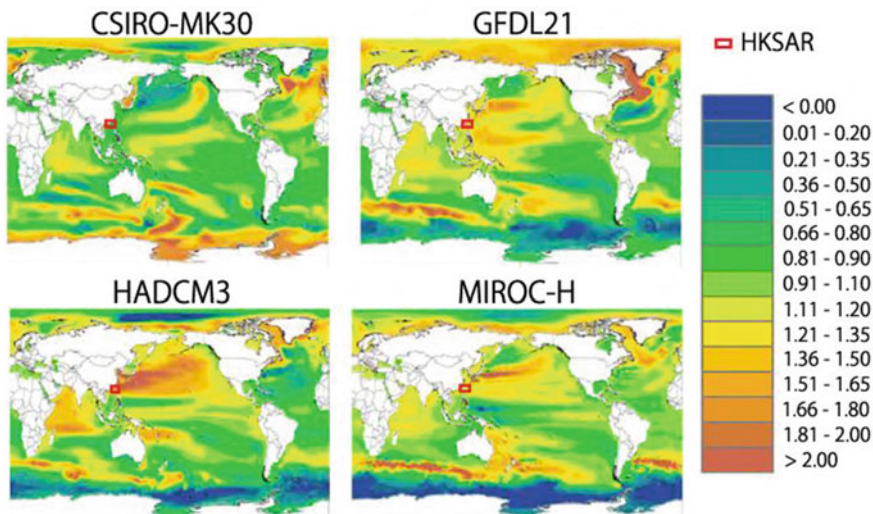 CSIRO-MK30
GFDL21
HKSAR
< 0.00
0.01 - 0.20
0.21 - 0.35
0.36 - 0.50
0.51 - 0.65
0.66 - 0.80
0.81 - 0.90
0.91 - 1.10
1.11 - 1.20
1.21 - 1.35
1.36 - 1.50
1.51 - 1.65
1.66 - 1.80
1.81 - 2.00
> 2.00
HADCM3
MIROC-H